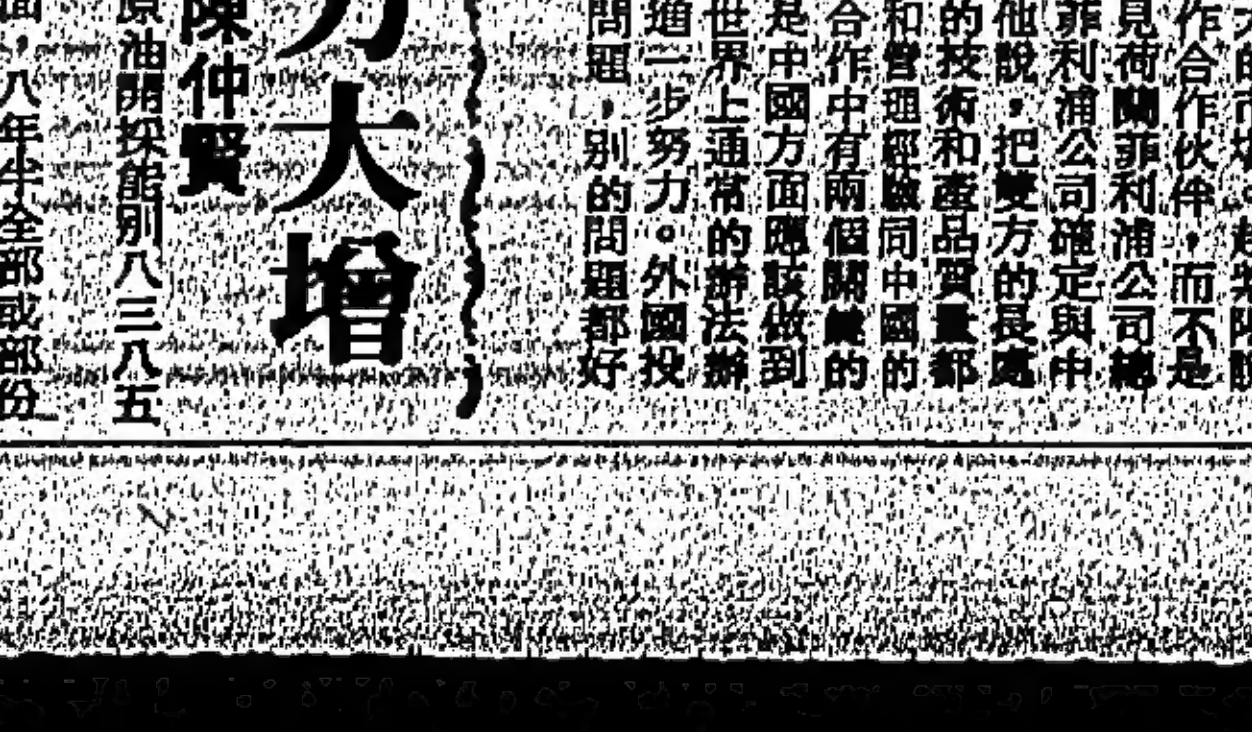 的市場。
作合作伙伴，而不是
見荷蘭菲利浦公司總
菲利浦公司確定與中
他說，把雙方的長處
的技術和產品質量都
和管理經驗同中國的
合作中有兩個關鍵的
是中國方面應該做到
世界上通常的辦法辦
一步努力。外國投
問題，别的問題都好
力大增
陳仲賢
原油開採能别八三八五
，八年半全部或部份